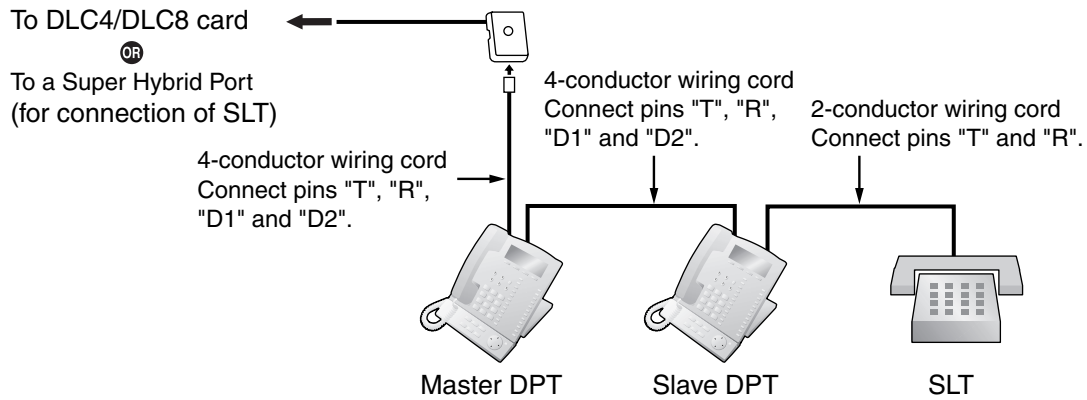 To DLC4/DLC8 card
OR
To a Super Hybrid Port
(for connection of SLT)
4-conductor wiring cord
Connect pins "T", "R",
"D1" and "D2".
4-conductor wiring cord
Connect pins "T", "R",
"D1" and "D2".
2-conductor wiring cord
Connect pins "T" and "R".
Master DPT
Slave DPT
SLT